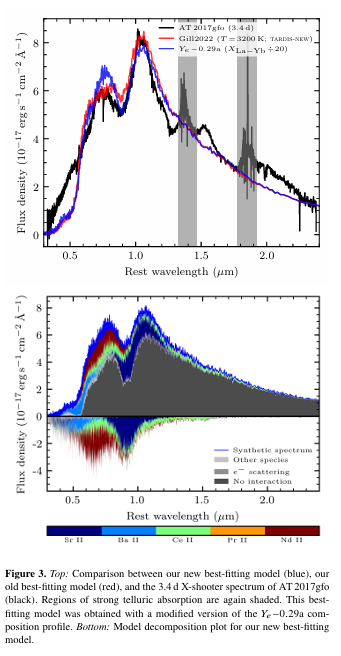 AT 2017gfo (3.4 d)
Gill2022 (T = 3200 K; TARDIS-NEW)
Ye − 0.29a (XLa−Yb ÷ 20)
8
6
4
2
0
Flux density (10−17 erg s−1 cm−2 Å−1)
0.5 1.0 1.5 2.0
Rest wavelength (μm)
8
6
4
2
0
-2
-4
Flux density (10−17 erg s−1 cm−2 Å−1)
Synthetic spectrum
Other species
e− scattering
No interaction
0.5 1.0 1.5 2.0
Rest wavelength (μm)
Sr II Ba II Ce II Pr II Nd II
Figure 3. Top: Comparison between our new best-fitting model (blue), our
old best-fitting model (red), and the 3.4 d X-shooter spectrum of AT 2017gfo
(black). Regions of strong telluric absorption are again shaded. This best-
fitting model was obtained with a modified version of the Ye −0.29a com-
position profile. Bottom: Model decomposition plot for our new best-fitting
model.